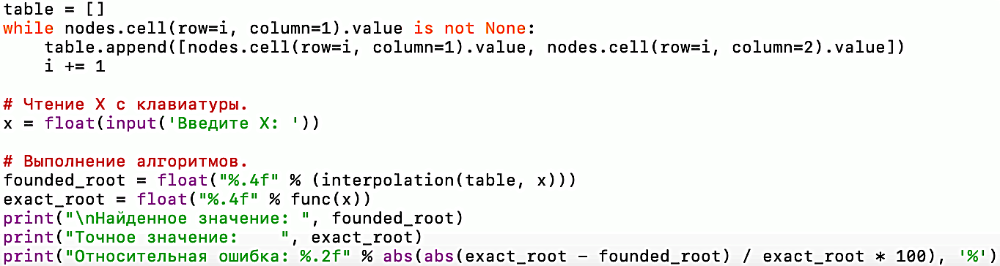 table = []
while nodes.cell(row=i, column=1).value is not None:
    table.append([nodes.cell(row=i, column=1).value, nodes.cell(row=i, column=2).value])
    i += 1

# Чтение X с клавиатуры.
x = float(input('Введите X: '))

# Выполнение алгоритмов.
founded_root = float("%.4f" % (interpolation(table, x)))
exact_root = float("%.4f" % func(x))
print("\nНайденное значение: ", founded_root)
print("Точное значение:    ", exact_root)
print("Относительная ошибка: %.2f" % abs(abs(exact_root - founded_root) / exact_root * 100), '%')